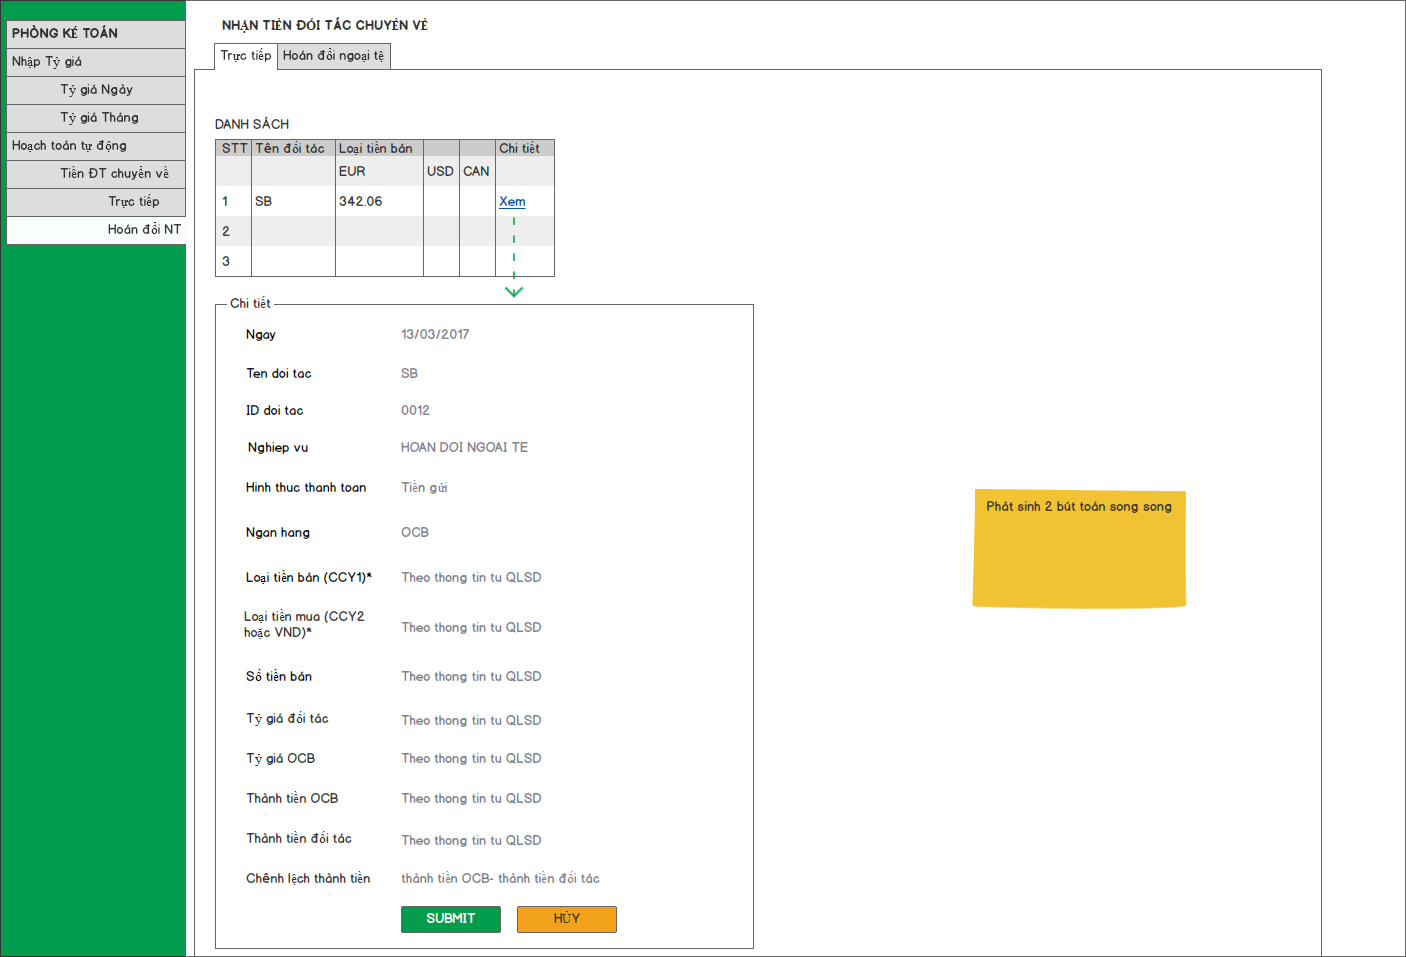 PHÒNG KẾ TOÁN
Nhập Tỷ giá
Tỷ giá Ngày
Tỷ giá Tháng
Hoạch toán tự động
Tiền ĐT chuyển về
Trực tiếp
Hoán đổi NT
NHẬN TIỀN ĐỐI TÁC CHUYỂN VỀ
Trực tiếp Hoán đổi ngoại tệ
DANH SÁCH
STT Tên đối tác Loại tiền bán Chi tiết
EUR USD CAN
1 SB 342.06 Xem
2
3
Chi tiết
Ngay 13/03/2017
Ten doi tac SB
ID doi tac 0012
Nghiep vu HOAN DOI NGOAI TE
Hinh thuc thanh toan Tiền gửi
Ngan hang OCB
Loại tiền bán (CCY1)* Theo thong tin tu QLSD
Loại tiền mua (CCY2
hoặc VND)* Theo thong tin tu QLSD
Số tiền bán Theo thong tin tu QLSD
Tỷ giá đối tác Theo thong tin tu QLSD
Tỷ giá OCB Theo thong tin tu QLSD
Thành tiền OCB Theo thong tin tu QLSD
Thành tiền đối tác Theo thong tin tu QLSD
Chênh lệch thành tiền thành tiền OCB- thành tiền đối tác
SUBMIT HỦY
Phát sinh 2 bút toán song song